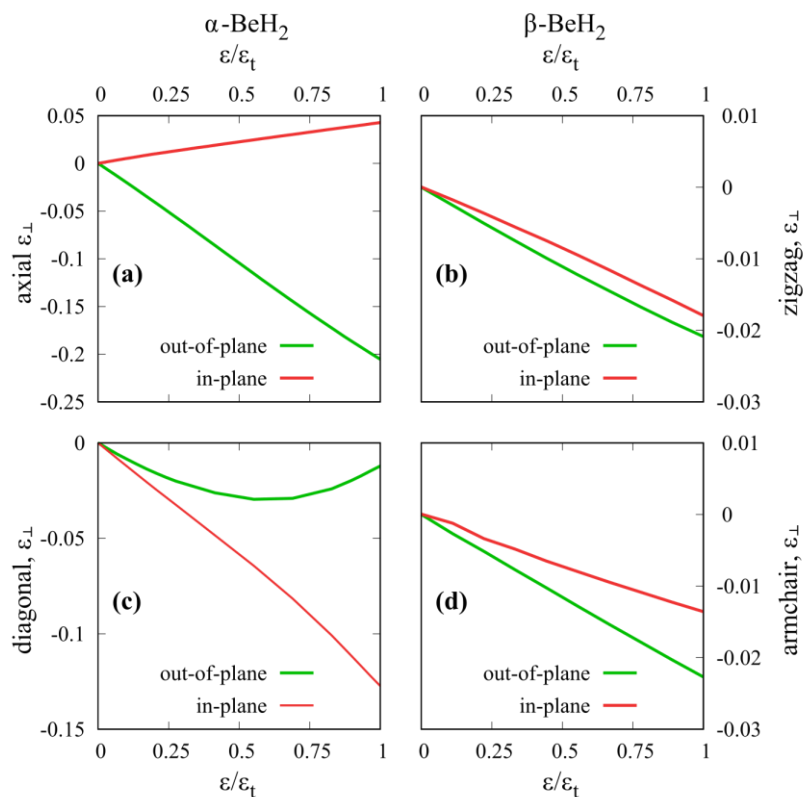 α-BeH₂ β-BeH₂
ε/εₜ ε/εₜ
0 0.25 0.5 0.75 1 0 0.25 0.5 0.75 1
axial ε⊥
0.05
0
-0.05
-0.1
-0.15
-0.2
-0.25
(a)
out-of-plane
in-plane
0.01
0
-0.01
-0.02
-0.03
zigzag, ε⊥
(b)
out-of-plane
in-plane
diagonal, ε⊥
0
-0.05
-0.1
-0.15
(c)
out-of-plane
in-plane
0.01
0
-0.01
-0.02
-0.03
armchair, ε⊥
(d)
out-of-plane
in-plane
0 0.25 0.5 0.75 1 0 0.25 0.5 0.75 1
ε/εₜ ε/εₜ